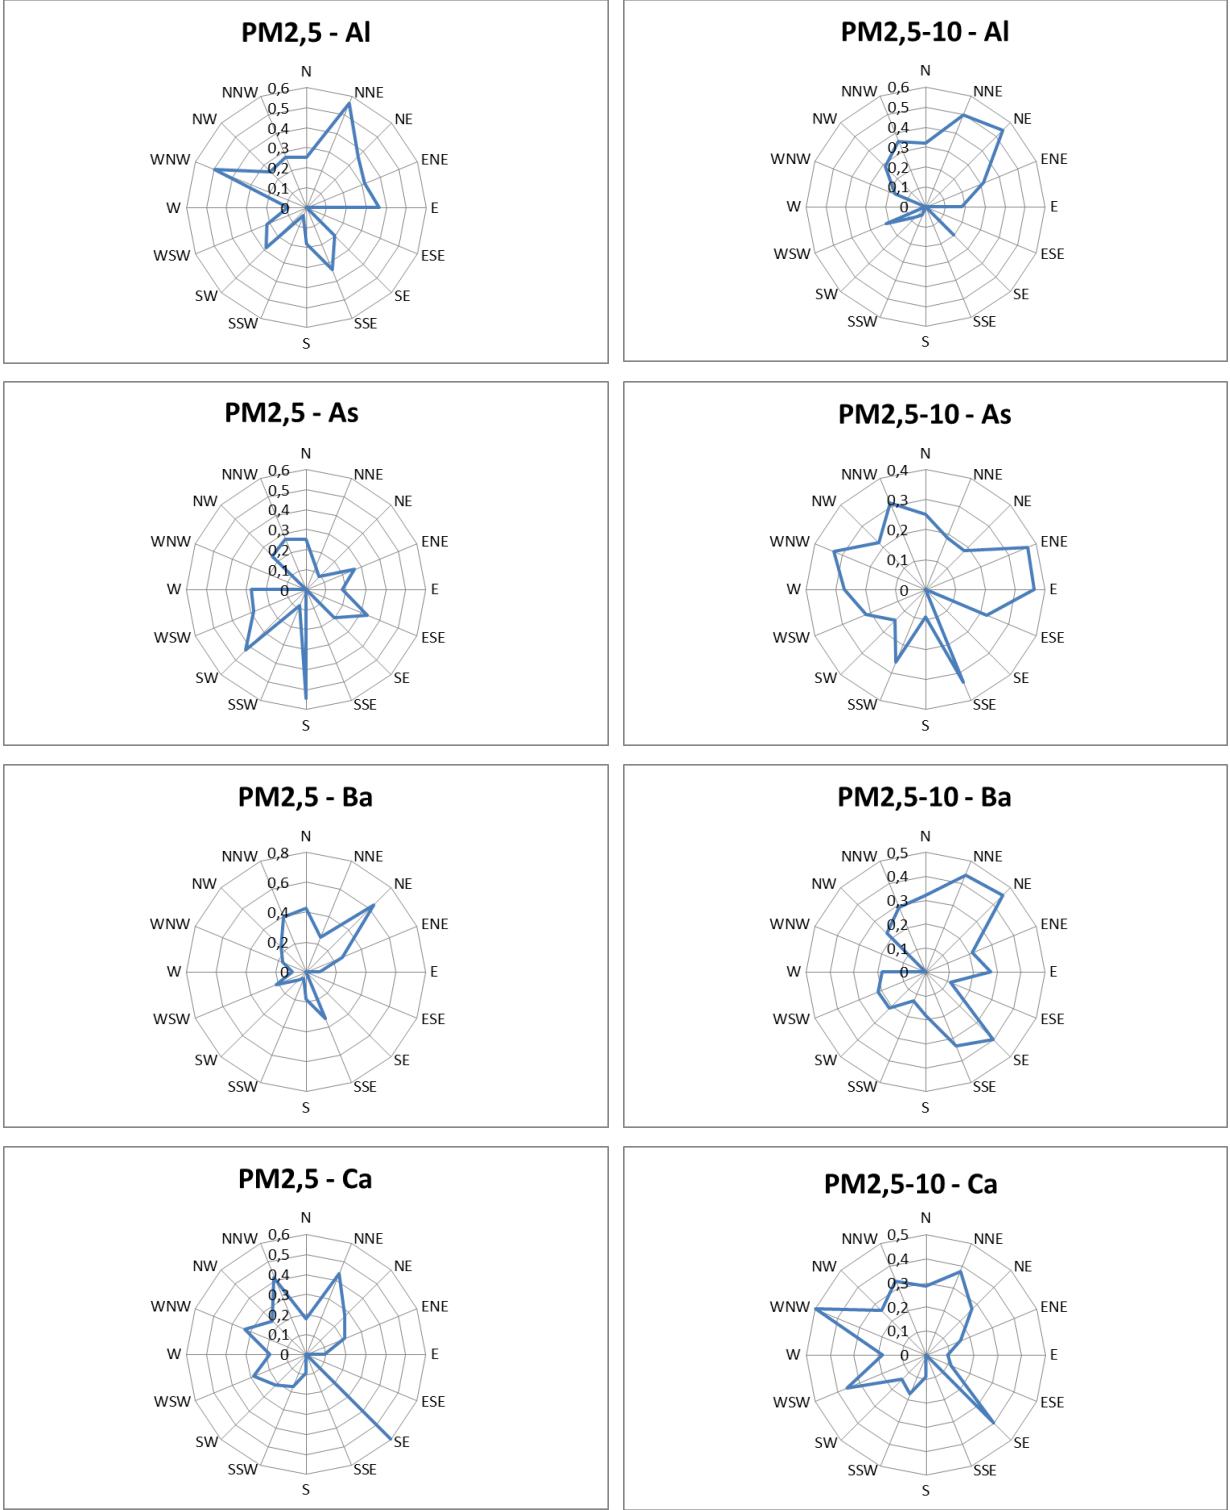 PM2,5 - Al
N
NNE
NE
ENE
E
ESE
SE
SSE
S
SSW
SW
WSW
W
WNW
NW
NNW
0,6
0,5
0,4
0,3
0,2
0,1
0
PM2,5-10 - Al
N
NNE
NE
ENE
E
ESE
SE
SSE
S
SSW
SW
WSW
W
WNW
NW
NNW
0,6
0,5
0,4
0,3
0,2
0,1
0
PM2,5 - As
N
NNE
NE
ENE
E
ESE
SE
SSE
S
SSW
SW
WSW
W
WNW
NW
NNW
0,6
0,5
0,4
0,3
0,2
0,1
0
PM2,5-10 - As
N
NNE
NE
ENE
E
ESE
SE
SSE
S
SSW
SW
WSW
W
WNW
NW
NNW
0,4
0,3
0,2
0,1
0
PM2,5 - Ba
N
NNE
NE
ENE
E
ESE
SE
SSE
S
SSW
SW
WSW
W
WNW
NW
NNW
0,8
0,6
0,4
0,2
0
PM2,5-10 - Ba
N
NNE
NE
ENE
E
ESE
SE
SSE
S
SSW
SW
WSW
W
WNW
NW
NNW
0,5
0,4
0,3
0,2
0,1
0
PM2,5 - Ca
N
NNE
NE
ENE
E
ESE
SE
SSE
S
SSW
SW
WSW
W
WNW
NW
NNW
0,6
0,5
0,4
0,3
0,2
0,1
0
PM2,5-10 - Ca
N
NNE
NE
ENE
E
ESE
SE
SSE
S
SSW
SW
WSW
W
WNW
NW
NNW
0,5
0,4
0,3
0,2
0,1
0